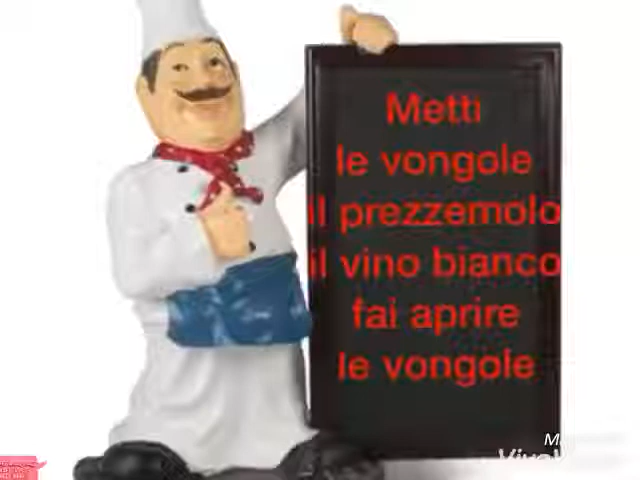 Metti
le vongole
il prezzemolo
il vino bianco
fai aprire
le vongole